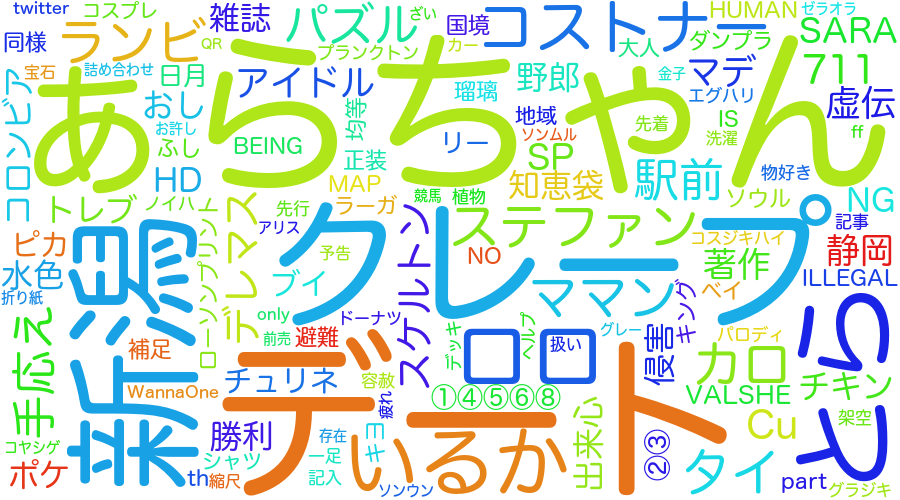 twitter
コスプレ
雑誌
パズル
ざい
国境
コストナー
HUMAN
ゼラオラ
同様
ランビ
QR
プランクトン
カー
大人
ダンプラ
SARA
宝石
詰め合わせ
日月
アイドル
瑠璃
野郎
金子
マデ
711
あらちゃん
コロンビア
おし
お許し
ふし
BEING
均等
リー
地域
ソンムル
先着
エグハリ
IS
洗濯
虚伝
ff
HD
正装
SP
トレブ
ノイハート
デレマス
MAP
競馬
植物
知恵袋
駅前
物好き
ソウル
NG
ピカ
先行
ラーガ
アリス
ステファン
コスジキハイ
記事
水色
新潟
クレープ
予告
ブイ
スケルトン
NO
ママン
著作
ベイ
静岡
ILLEGAL
折り紙
ローソンプリント
only
ドーナツ
前売
避難
デッキ
ヘルプ
グレー
キング
パロディ
とら
手応え
補足
デート
ロロ
扱い
侵害
カロ
WannaOne
チュリネ
容赦
疲れ
①④⑤⑥⑧
VALSHE
チキン
コヤシゲ
勝利
いるか
出来心
②③
Cu
架空
ポケ
シャツ
存在
一足
キヨ
タイ
th
縮尺
記入
ソンウン
part
グラジキ